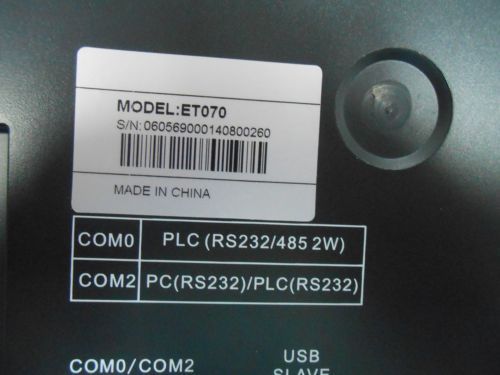 MODEL:ET070
S/N: 060569000140800260
MADE IN CHINA
COM0 PLC (RS232/485 2W)
COM2 PC(RS232)/PLC(RS232)
COM0/COM2 USB
SLAVE